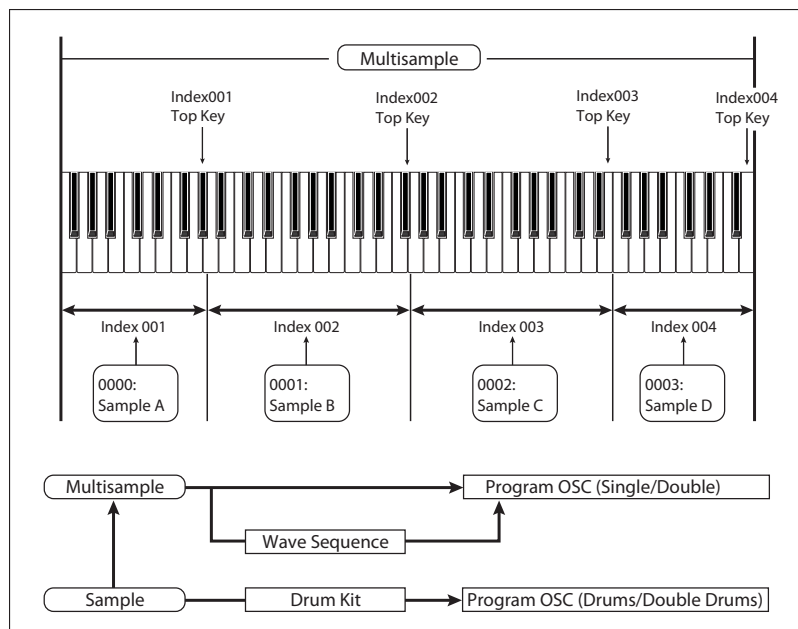 Multisample
Index001
Top Key
Index002
Top Key
Index003
Top Key
Index004
Top Key
Index 001
Index 002
Index 003
Index 004
0000:
Sample A
0001:
Sample B
0002:
Sample C
0003:
Sample D
Multisample
Program OSC (Single/Double)
Wave Sequence
Sample
Drum Kit
Program OSC (Drums/Double Drums)